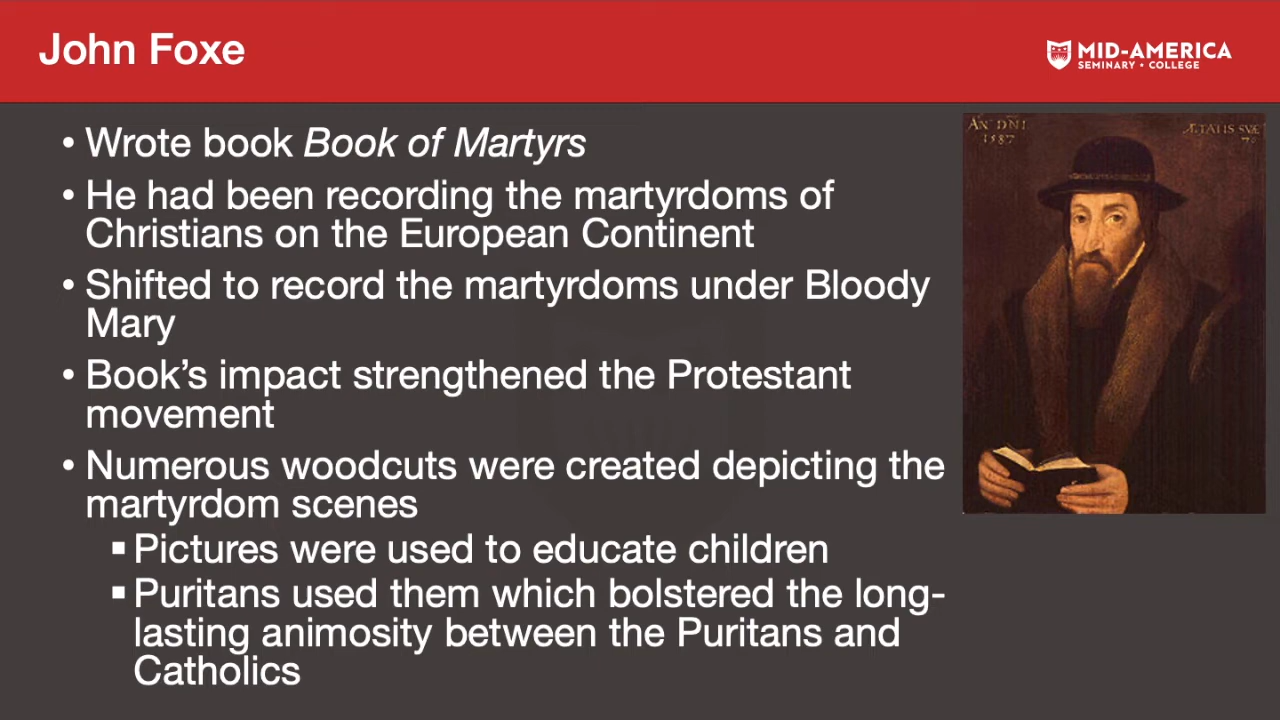 John Foxe
MID-AMERICA
SEMINARY • COLLEGE
• Wrote book Book of Martyrs
• He had been recording the martyrdoms of
Christians on the European Continent
• Shifted to record the martyrdoms under Bloody
Mary
• Book’s impact strengthened the Protestant
movement
• Numerous woodcuts were created depicting the
martyrdom scenes
▪ Pictures were used to educate children
▪ Puritans used them which bolstered the long-
lasting animosity between the Puritans and
Catholics
AN DNI
1587
ÆTATIS SVÆ
70